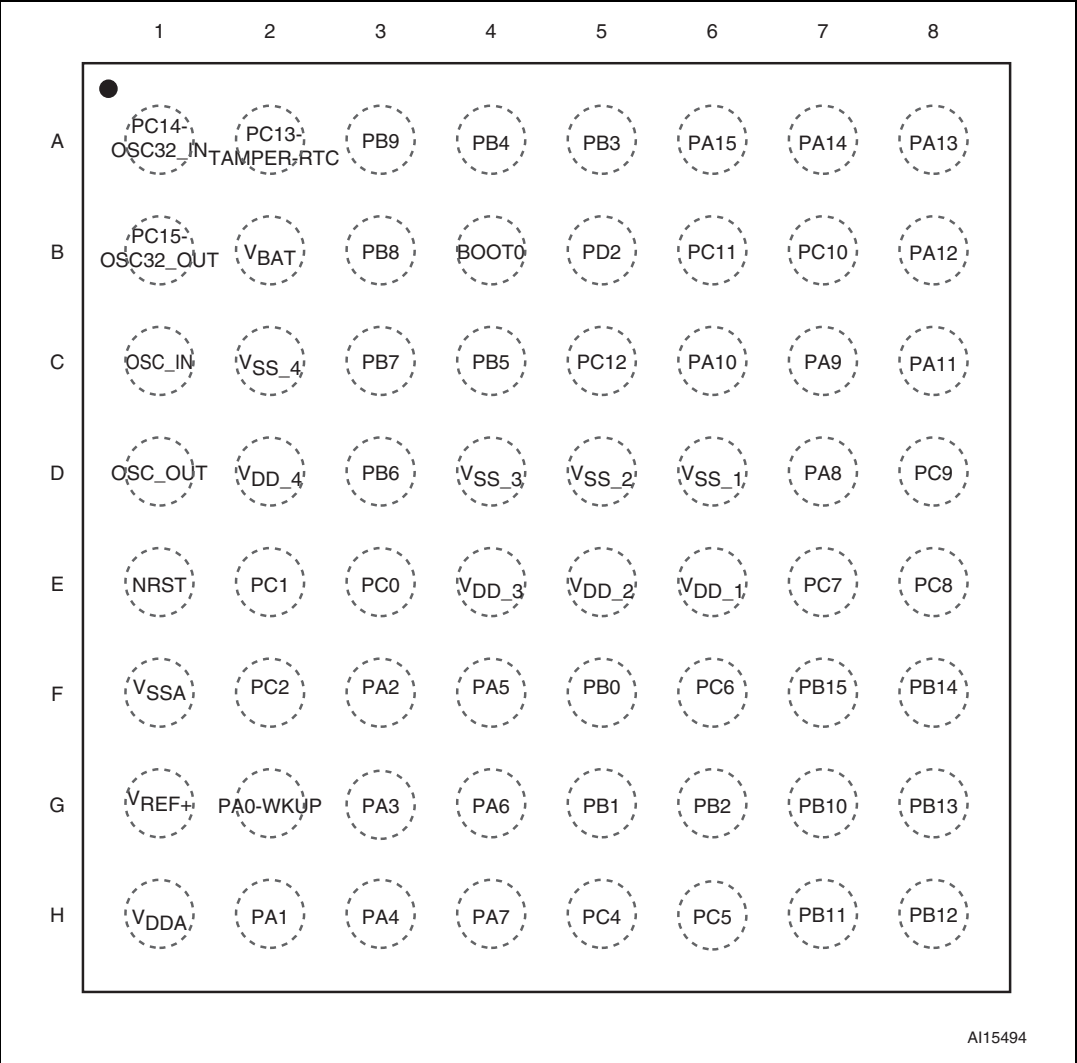 1 2 3 4 5 6 7 8
A PC14-OSC32_IN PC13-TAMPER-RTC PB9 PB4 PB3 PA15 PA14 PA13
B PC15-OSC32_OUT VBAT PB8 BOOT0 PD2 PC11 PC10 PA12
C OSC_IN VSS_4 PB7 PB5 PC12 PA10 PA9 PA11
D OSC_OUT VDD_4 PB6 VSS_3 VSS_2 VSS_1 PA8 PC9
E NRST PC1 PC0 VDD_3 VDD_2 VDD_1 PC7 PC8
F VSSA PC2 PA2 PA5 PB0 PC6 PB15 PB14
G VREF+ PA0-WKUP PA3 PA6 PB1 PB2 PB10 PB13
H VDDA PA1 PA4 PA7 PC4 PC5 PB11 PB12
AI15494